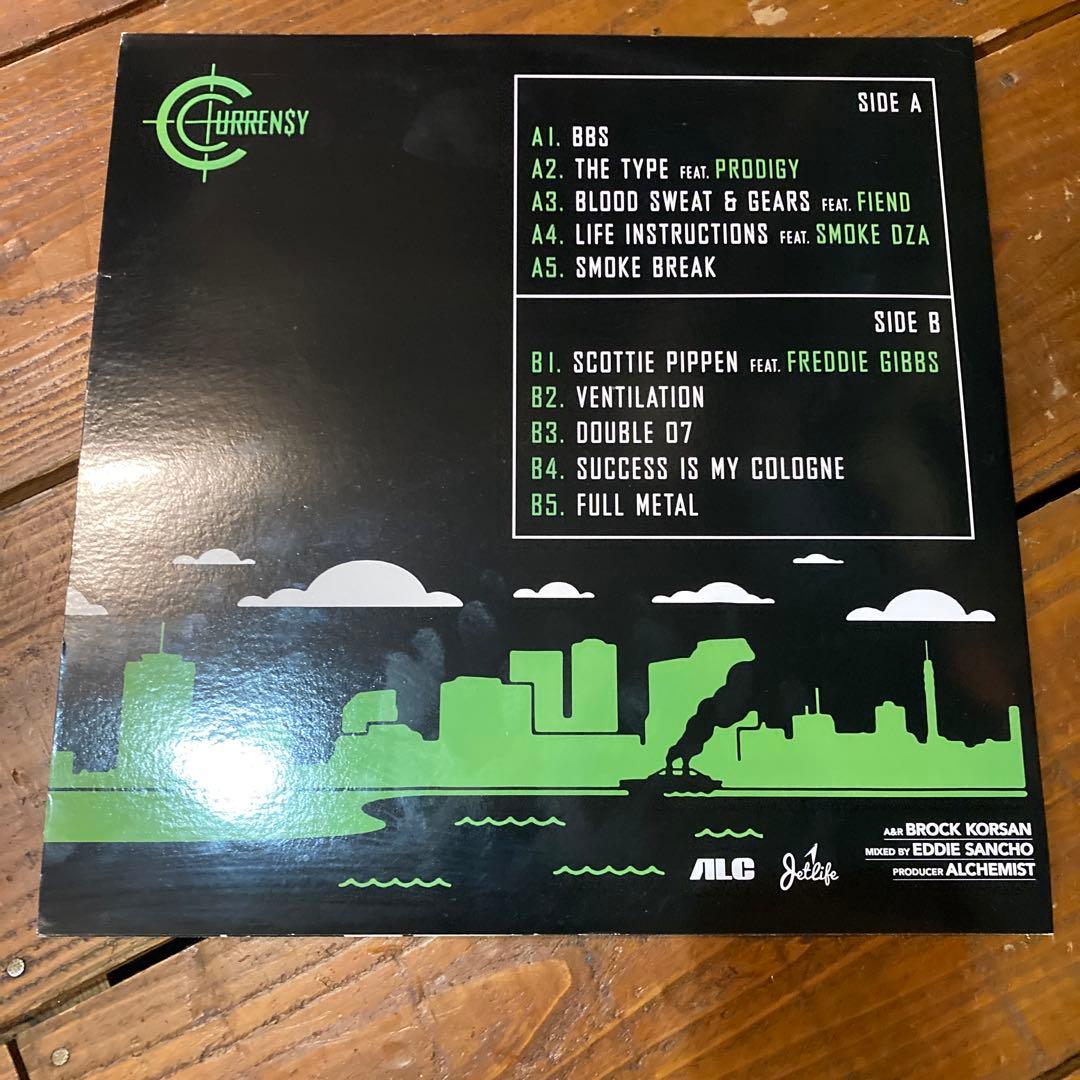 CURREN$Y
SIDE A
A1. BBS
A2. THE TYPE FEAT. PRODIGY
A3. BLOOD SWEAT & GEARS FEAT. FIEND
A4. LIFE INSTRUCTIONS FEAT. SMOKE DZA
A5. SMOKE BREAK
SIDE B
B1. SCOTTIE PIPPEN FEAT. FREDDIE GIBBS
B2. VENTILATION
B3. DOUBLE 07
B4. SUCCESS IS MY COLOGNE
B5. FULL METAL
A&R BROCK KORSAN
MIXED BY EDDIE SANCHO
PRODUCER ALCHEMIST
ALC
Jetlife